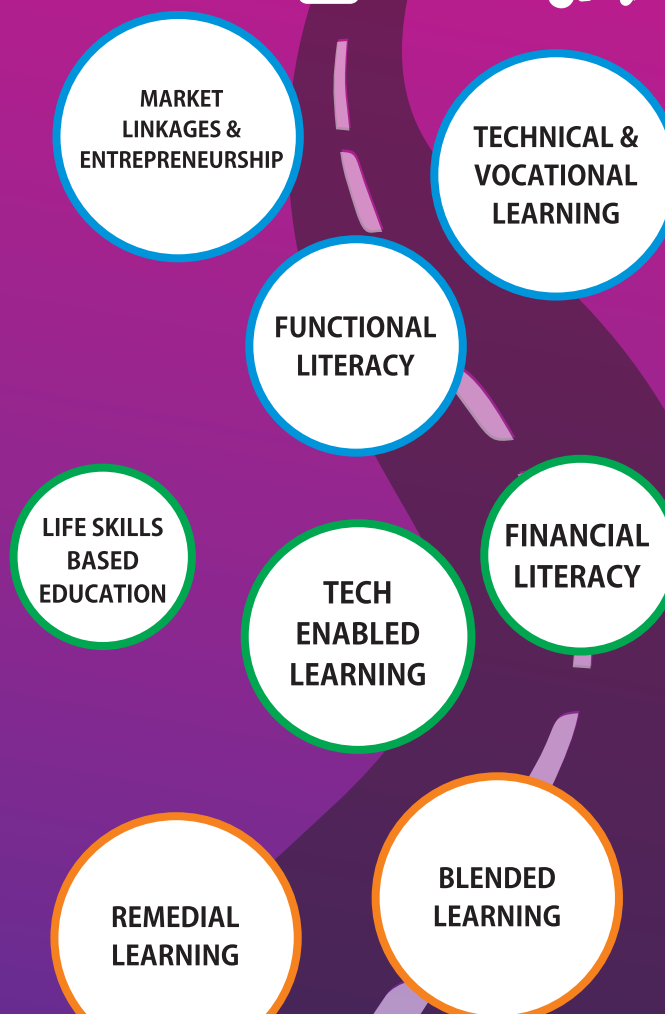 MARKET
LINKAGES &
ENTREPRENEURSHIP
TECHNICAL &
VOCATIONAL
LEARNING
FUNCTIONAL
LITERACY
LIFE SKILLS
BASED
EDUCATION
TECH
ENABLED
LEARNING
FINANCIAL
LITERACY
REMEDIAL
LEARNING
BLENDED
LEARNING